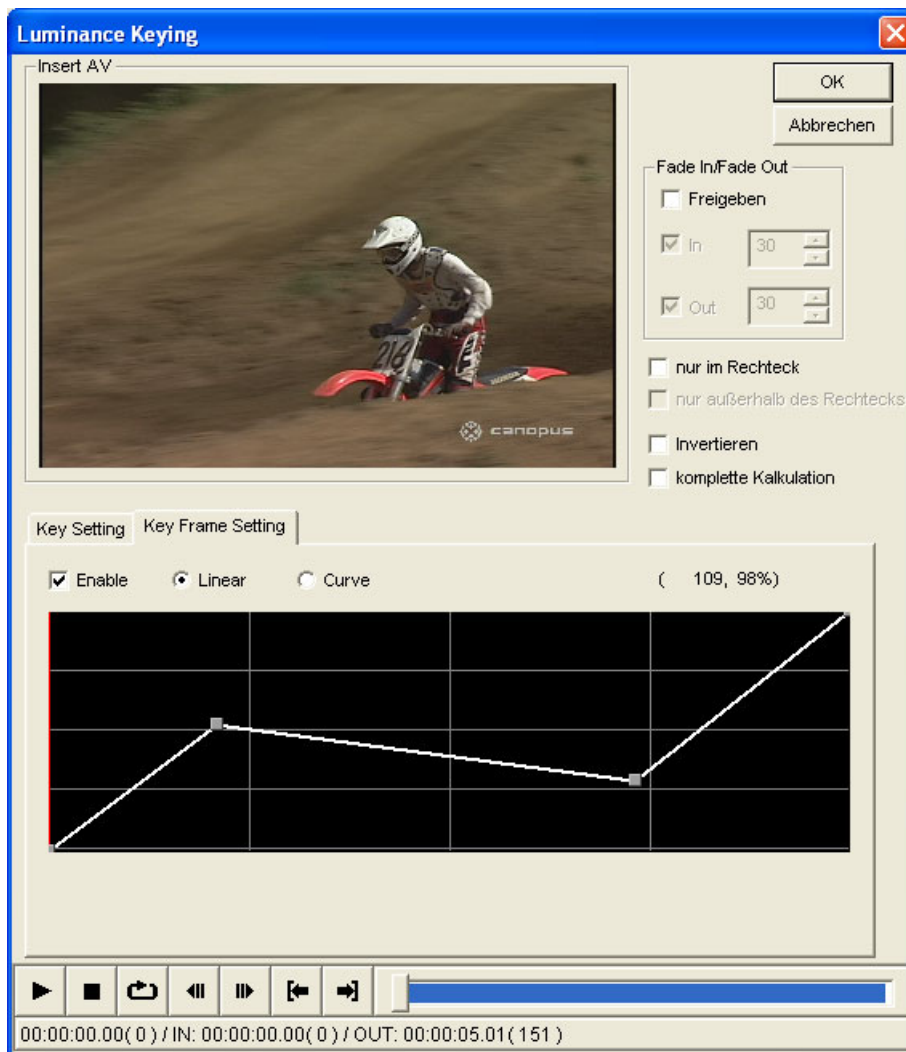 Luminance Keying
Insert AV
OK
Abbrechen
Fade In/Fade Out
Freigeben
In 30
Out 30
218
canopus
nur im Rechteck
nur außerhalb des Rechtecks
Invertieren
komplette Kalkulation
Key Setting Key Frame Setting
Enable Linear Curve ( 109, 98%)
00:00:00.00( 0 ) / IN: 00:00:00.00( 0 ) / OUT: 00:00:05.01( 151 )